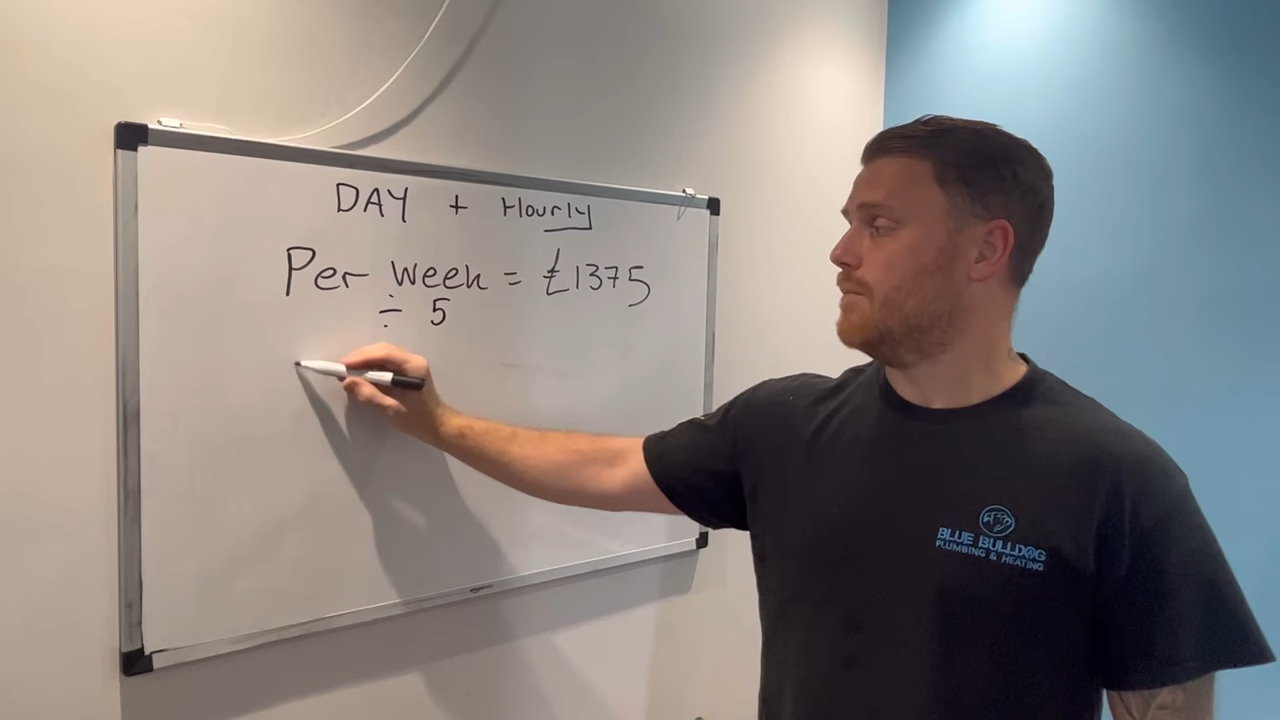 DAY + Hourly
Per week = £1375
÷ 5
BLUE BULLDOG
PLUMBING & HEATING